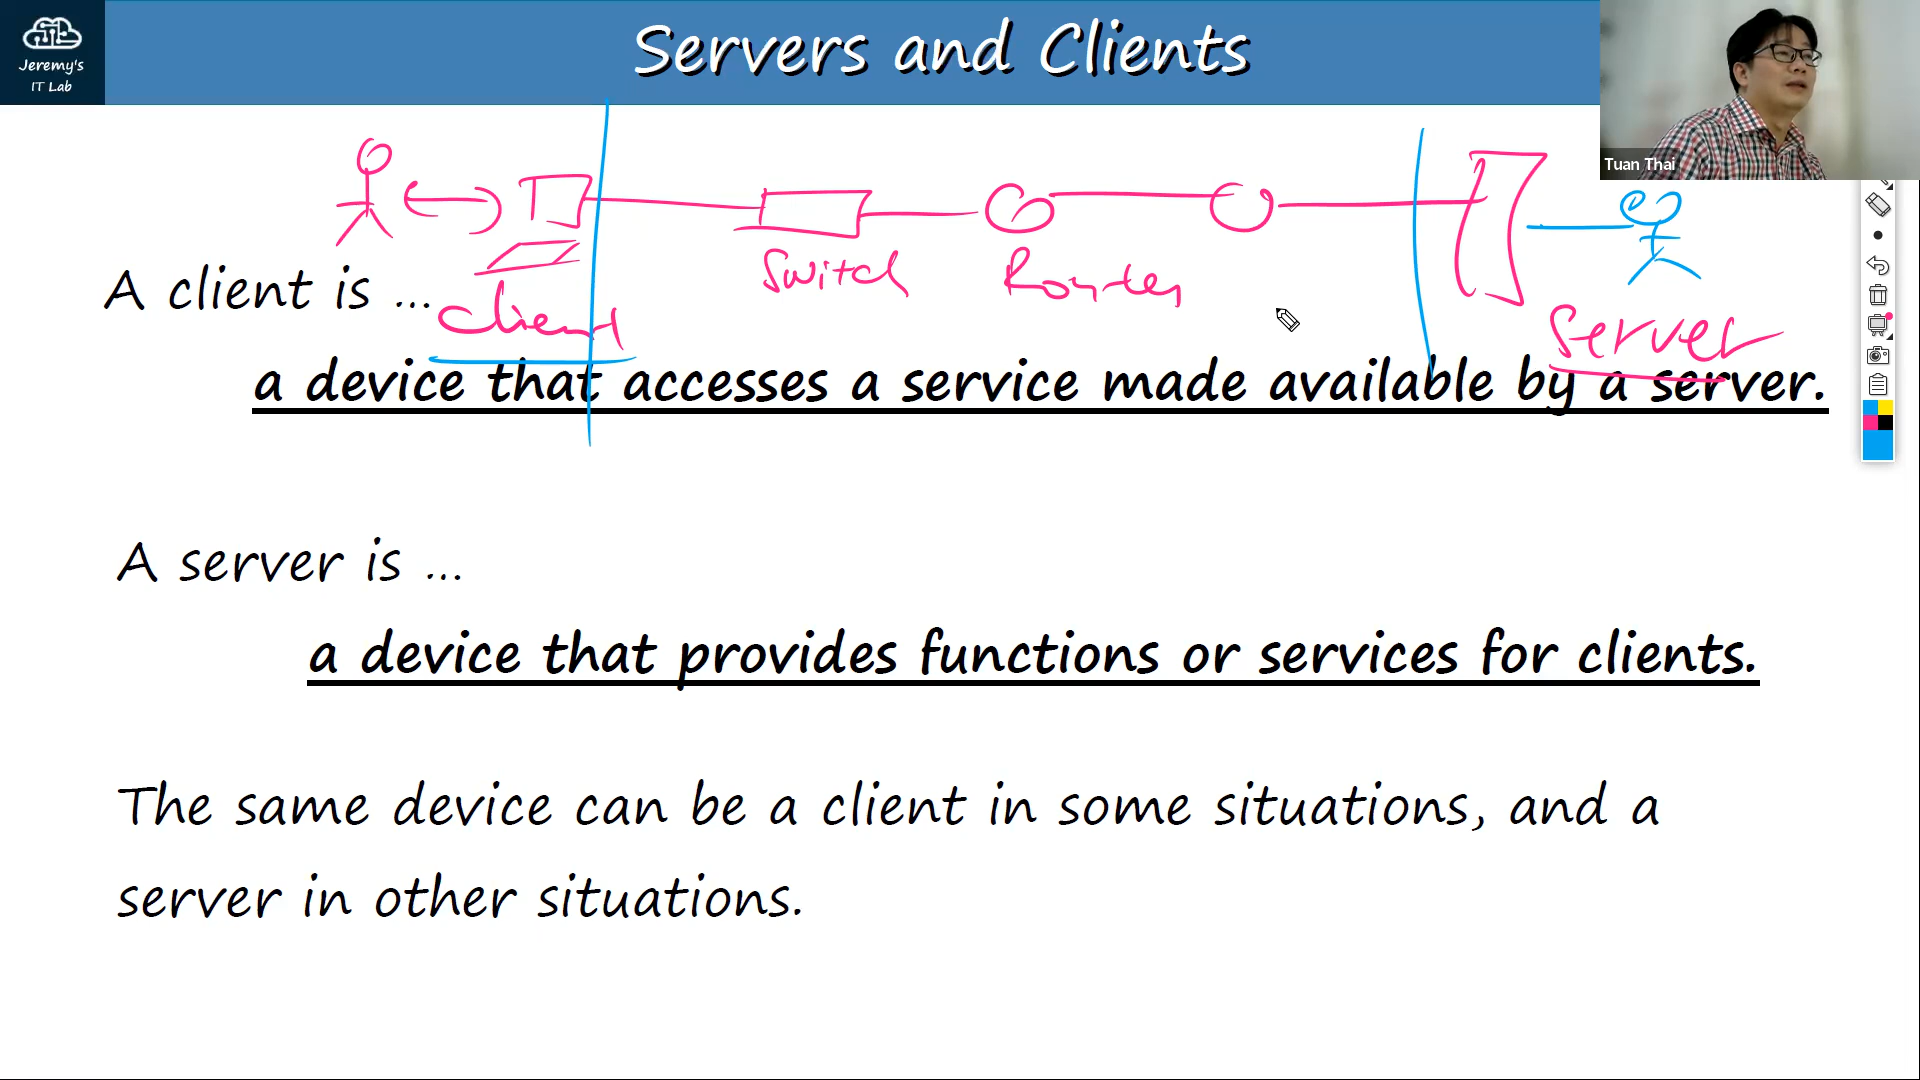 Servers and Clients
Jeremy's
IT Lab
Tuan Thai
Switch
Router
A client is ...
Client
Server
a device that accesses a service made available by a server.
A server is ...
a device that provides functions or services for clients.
The same device can be a client in some situations, and a
server in other situations.